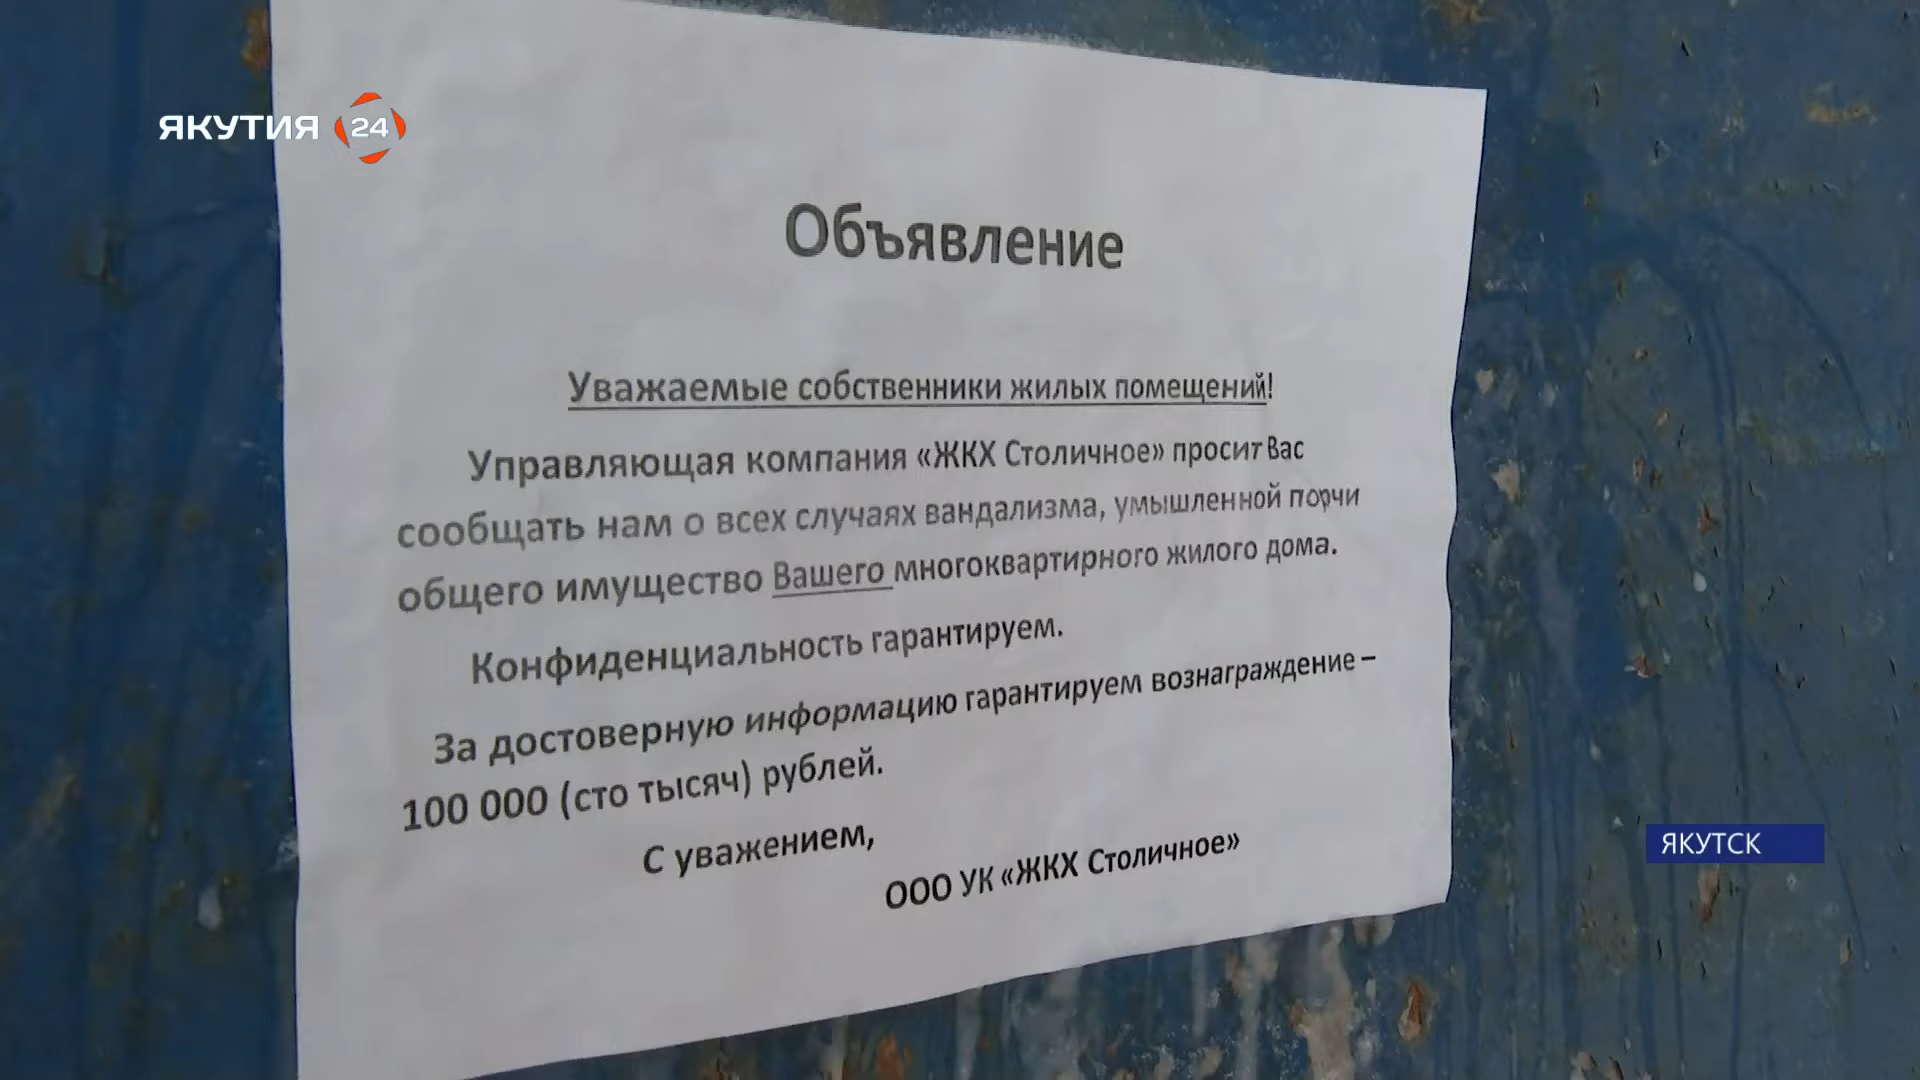 ЯКУТИЯ 24
Объявление
Уважаемые собственники жилых помещений!
Управляющая компания «ЖКХ Столичное» просит Вас
сообщать нам о всех случаях вандализма, умышленной порчи
общего имущество Вашего многоквартирного жилого дома.
Конфиденциальность гарантируем.
За достоверную информацию гарантируем вознаграждение –
100 000 (сто тысяч) рублей.
С уважением,
ООО УК «ЖКХ Столичное»
ЯКУТСК